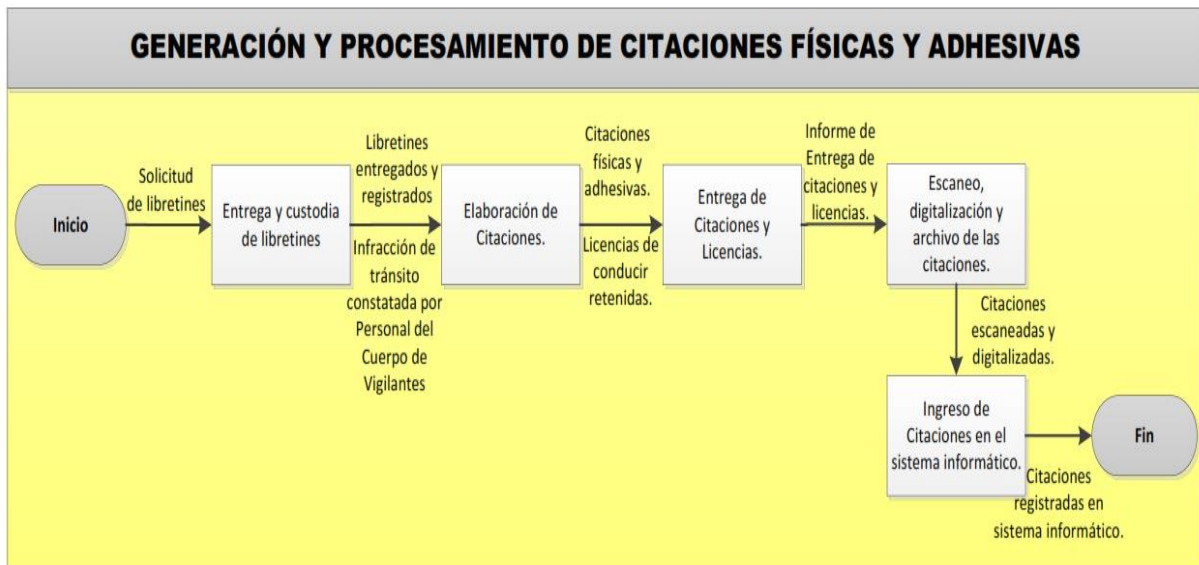 GENERACIÓN Y PROCESAMIENTO DE CITACIONES FÍSICAS Y ADHESIVAS
Inicio
Solicitud
de libretines
Entrega y custodia
de libretines
Libretines
entregados y
registrados
Infracción de
tránsito
constatada por
Personal del
Cuerpo de
Vigilantes
Elaboración de
Citaciones.
Citaciones
físicas y
adhesivas.
Licencias de
conducir
retenidas.
Entrega de
Citaciones y
Licencias.
Informe de
Entrega de
citaciones y
licencias.
Escaneo,
digitalización y
archivo de las
citaciones.
Citaciones
escaneadas y
digitalizadas.
Ingreso de
Citaciones en el
sistema informático.
Citaciones
registradas en
sistema informático.
Fin